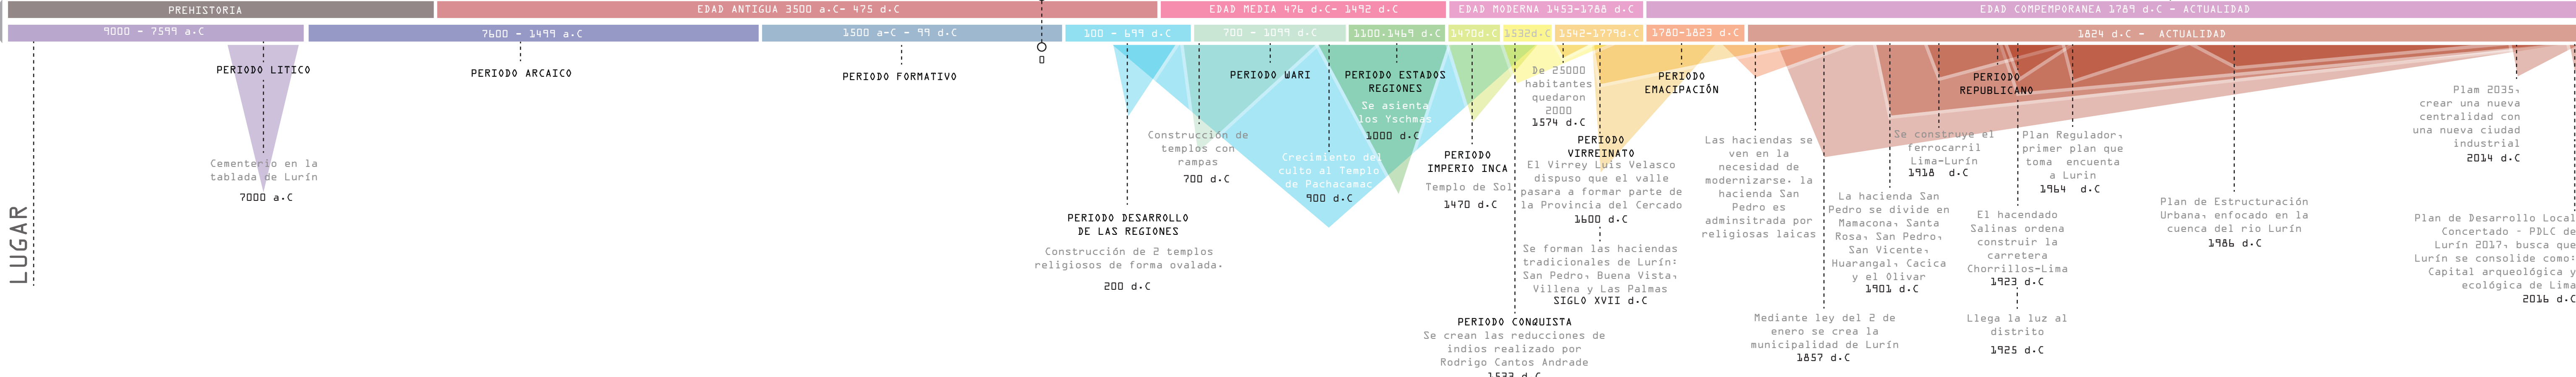 PREHISTORIA
EDAD ANTIGUA 3500 a.C- 475 d.C
EDAD MEDIA 476 d.C- 1492 d.C
EDAD MODERNA 1453-1788 d.C
EDAD COMPEMPORANEA 1789 d.C - ACTUALIDAD
9000 - 7599 a.C
7600 - 1499 a.C
1500 a-C - 99 d.C
100 - 699 d.C
700 - 1099 d.C
1100-1469 d.C
1470d.C
1532d.C
1542-1779d.C
1780-1823 d.C
1824 d.C - ACTUALIDAD
LUGAR
PERIODO LITICO
Cementerio en la
tablada de Lurín
7000 a.C
PERIODO ARCAICO
PERIODO FORMATIVO
0
PERIODO DESARROLLO
DE LAS REGIONES
Construcción de 2 templos
religiosos de forma ovalada.
200 d.C
Construcción de
templos con
rampas
700 d.C
PERIODO WARI
Crecimiento del
culto al Templo
de Pachacamac
900 d.C
PERIODO ESTADOS
REGIONES
Se asienta
los Yschmas
1000 d.C
PERIODO
IMPERIO INCA
Templo de Sol
1470 d.C
PERIODO CONQUISTA
Se crean las reducciones de
indios realizado por
Rodrigo Cantos Andrade
1533 d.C
De 25000
habitantes
quedaron
2000
1574 d.C
PERIODO
VIRREINATO
El Virrey Luis Velasco
dispuso que el valle
pasara a formar parte de
la Provincia del Cercado
1600 d.C
Se forman las haciendas
tradicionales de Lurín:
San Pedro, Buena Vista,
Villena y Las Palmas
SIGLO XVII d.C
PERIODO
EMACIPACIÓN
Las haciendas se
ven en la
necesidad de
modernizarse. la
hacienda San
Pedro es
adminsitrada por
religiosas laicas
Mediante ley del 2 de
enero se crea la
municipalidad de Lurín
1857 d.C
La hacienda San
Pedro se divide en
Mamacona, Santa
Rosa, San Pedro,
San Vicente,
Huarangal, Cacica
y el Olivar
1901 d.C
Se construye el
ferrocarril
Lima-Lurín
1918 d.C
PERIODO
REPUBLICANO
El hacendado
Salinas ordena
construir la
carretera
Chorrillos-Lima
1923 d.C
Llega la luz al
distrito
1925 d.C
Plan Regulador,
primer plan que
toma encuenta
a Lurin
1964 d.C
Plan de Estructuración
Urbana, enfocado en la
cuenca del rio Lurín
1986 d.C
Plam 2035,
crear una nueva
centralidad con
una nueva ciudad
industrial
2014 d.C
Plan de Desarrollo Local
Concertado - PDLC de
Lurín 2017, busca que
Lurín se consolide como:
Capital arqueológica y
ecológica de Lima
2016 d.C